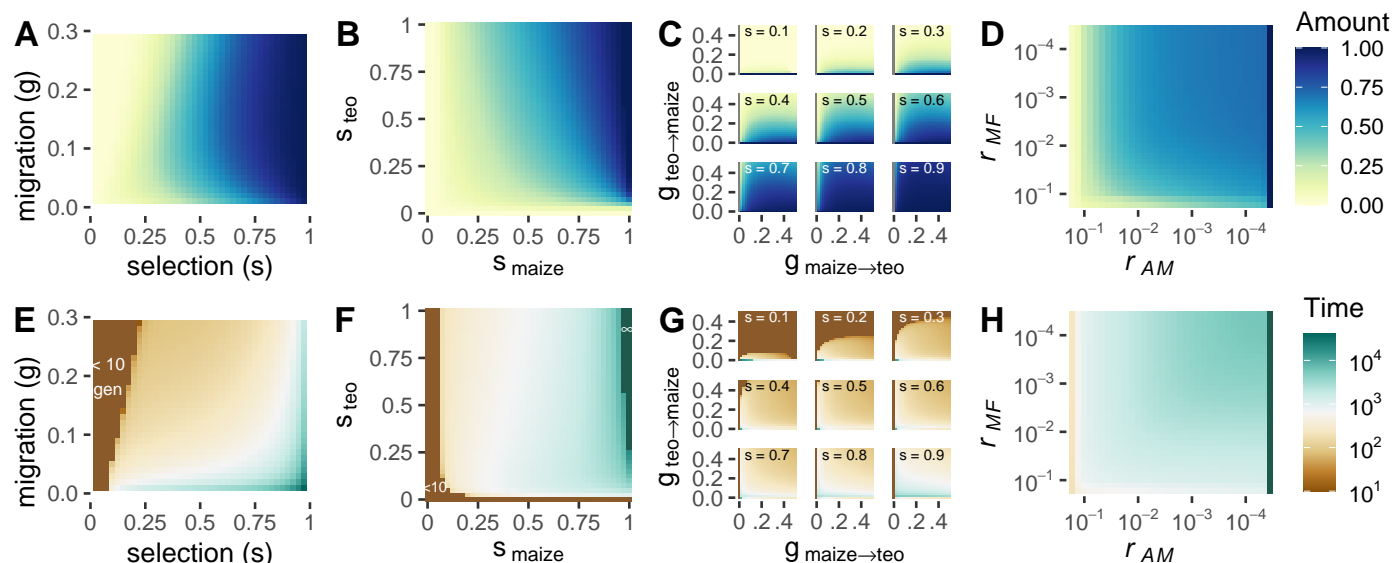 A
0.3
0.2
0.1
0.0
migration (g)
0 0.25 0.5 0.75 1
selection (s)
B
1
0.75
0.5
0.25
0
s teo
0 0.25 0.5 0.75 1
s maize
C
s = 0.1 s = 0.2 s = 0.3
s = 0.4 s = 0.5 s = 0.6
s = 0.7 s = 0.8 s = 0.9
0.4
0.2
0.0
0.4
0.2
0.0
0.4
0.2
0.0
g teo→maize
0 .2 .4 0 .2 .4 0 .2 .4
g maize→teo
D
10⁻⁴
10⁻³
10⁻²
10⁻¹
r MF
10⁻¹ 10⁻² 10⁻³ 10⁻⁴
r AM
Amount
1.00
0.75
0.50
0.25
0.00
E
0.3
0.2
0.1
0.0
migration (g)
< 10
gen
0 0.25 0.5 0.75 1
selection (s)
F
1
0.75
0.5
0.25
0
s teo
∞
<10
0 0.25 0.5 0.75 1
s maize
G
s = 0.1 s = 0.2 s = 0.3
s = 0.4 s = 0.5 s = 0.6
s = 0.7 s = 0.8 s = 0.9
0.4
0.2
0.0
0.4
0.2
0.0
0.4
0.2
0.0
g teo→maize
0 .2 .4 0 .2 .4 0 .2 .4
g maize→teo
H
10⁻⁴
10⁻³
10⁻²
10⁻¹
r MF
10⁻¹ 10⁻² 10⁻³ 10⁻⁴
r AM
Time
10⁴
10³
10²
10¹